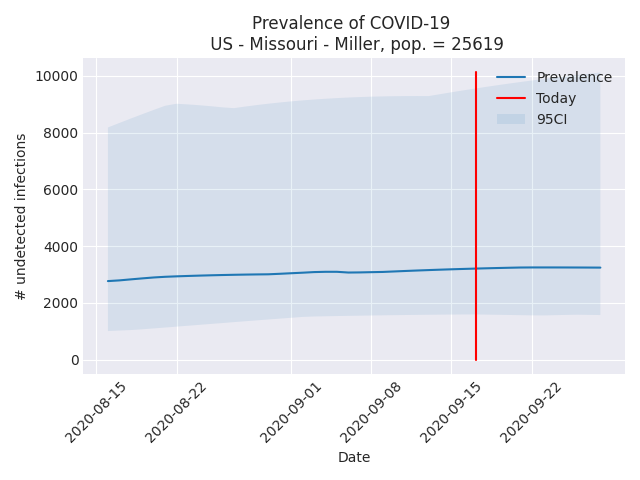 Prevalence of COVID-19
US - Missouri - Miller, pop. = 25619
10000
8000
6000
4000
2000
0
# undetected infections
Prevalence
Today
95CI
2020-08-15
2020-08-22
2020-09-01
2020-09-08
2020-09-15
2020-09-22
Date